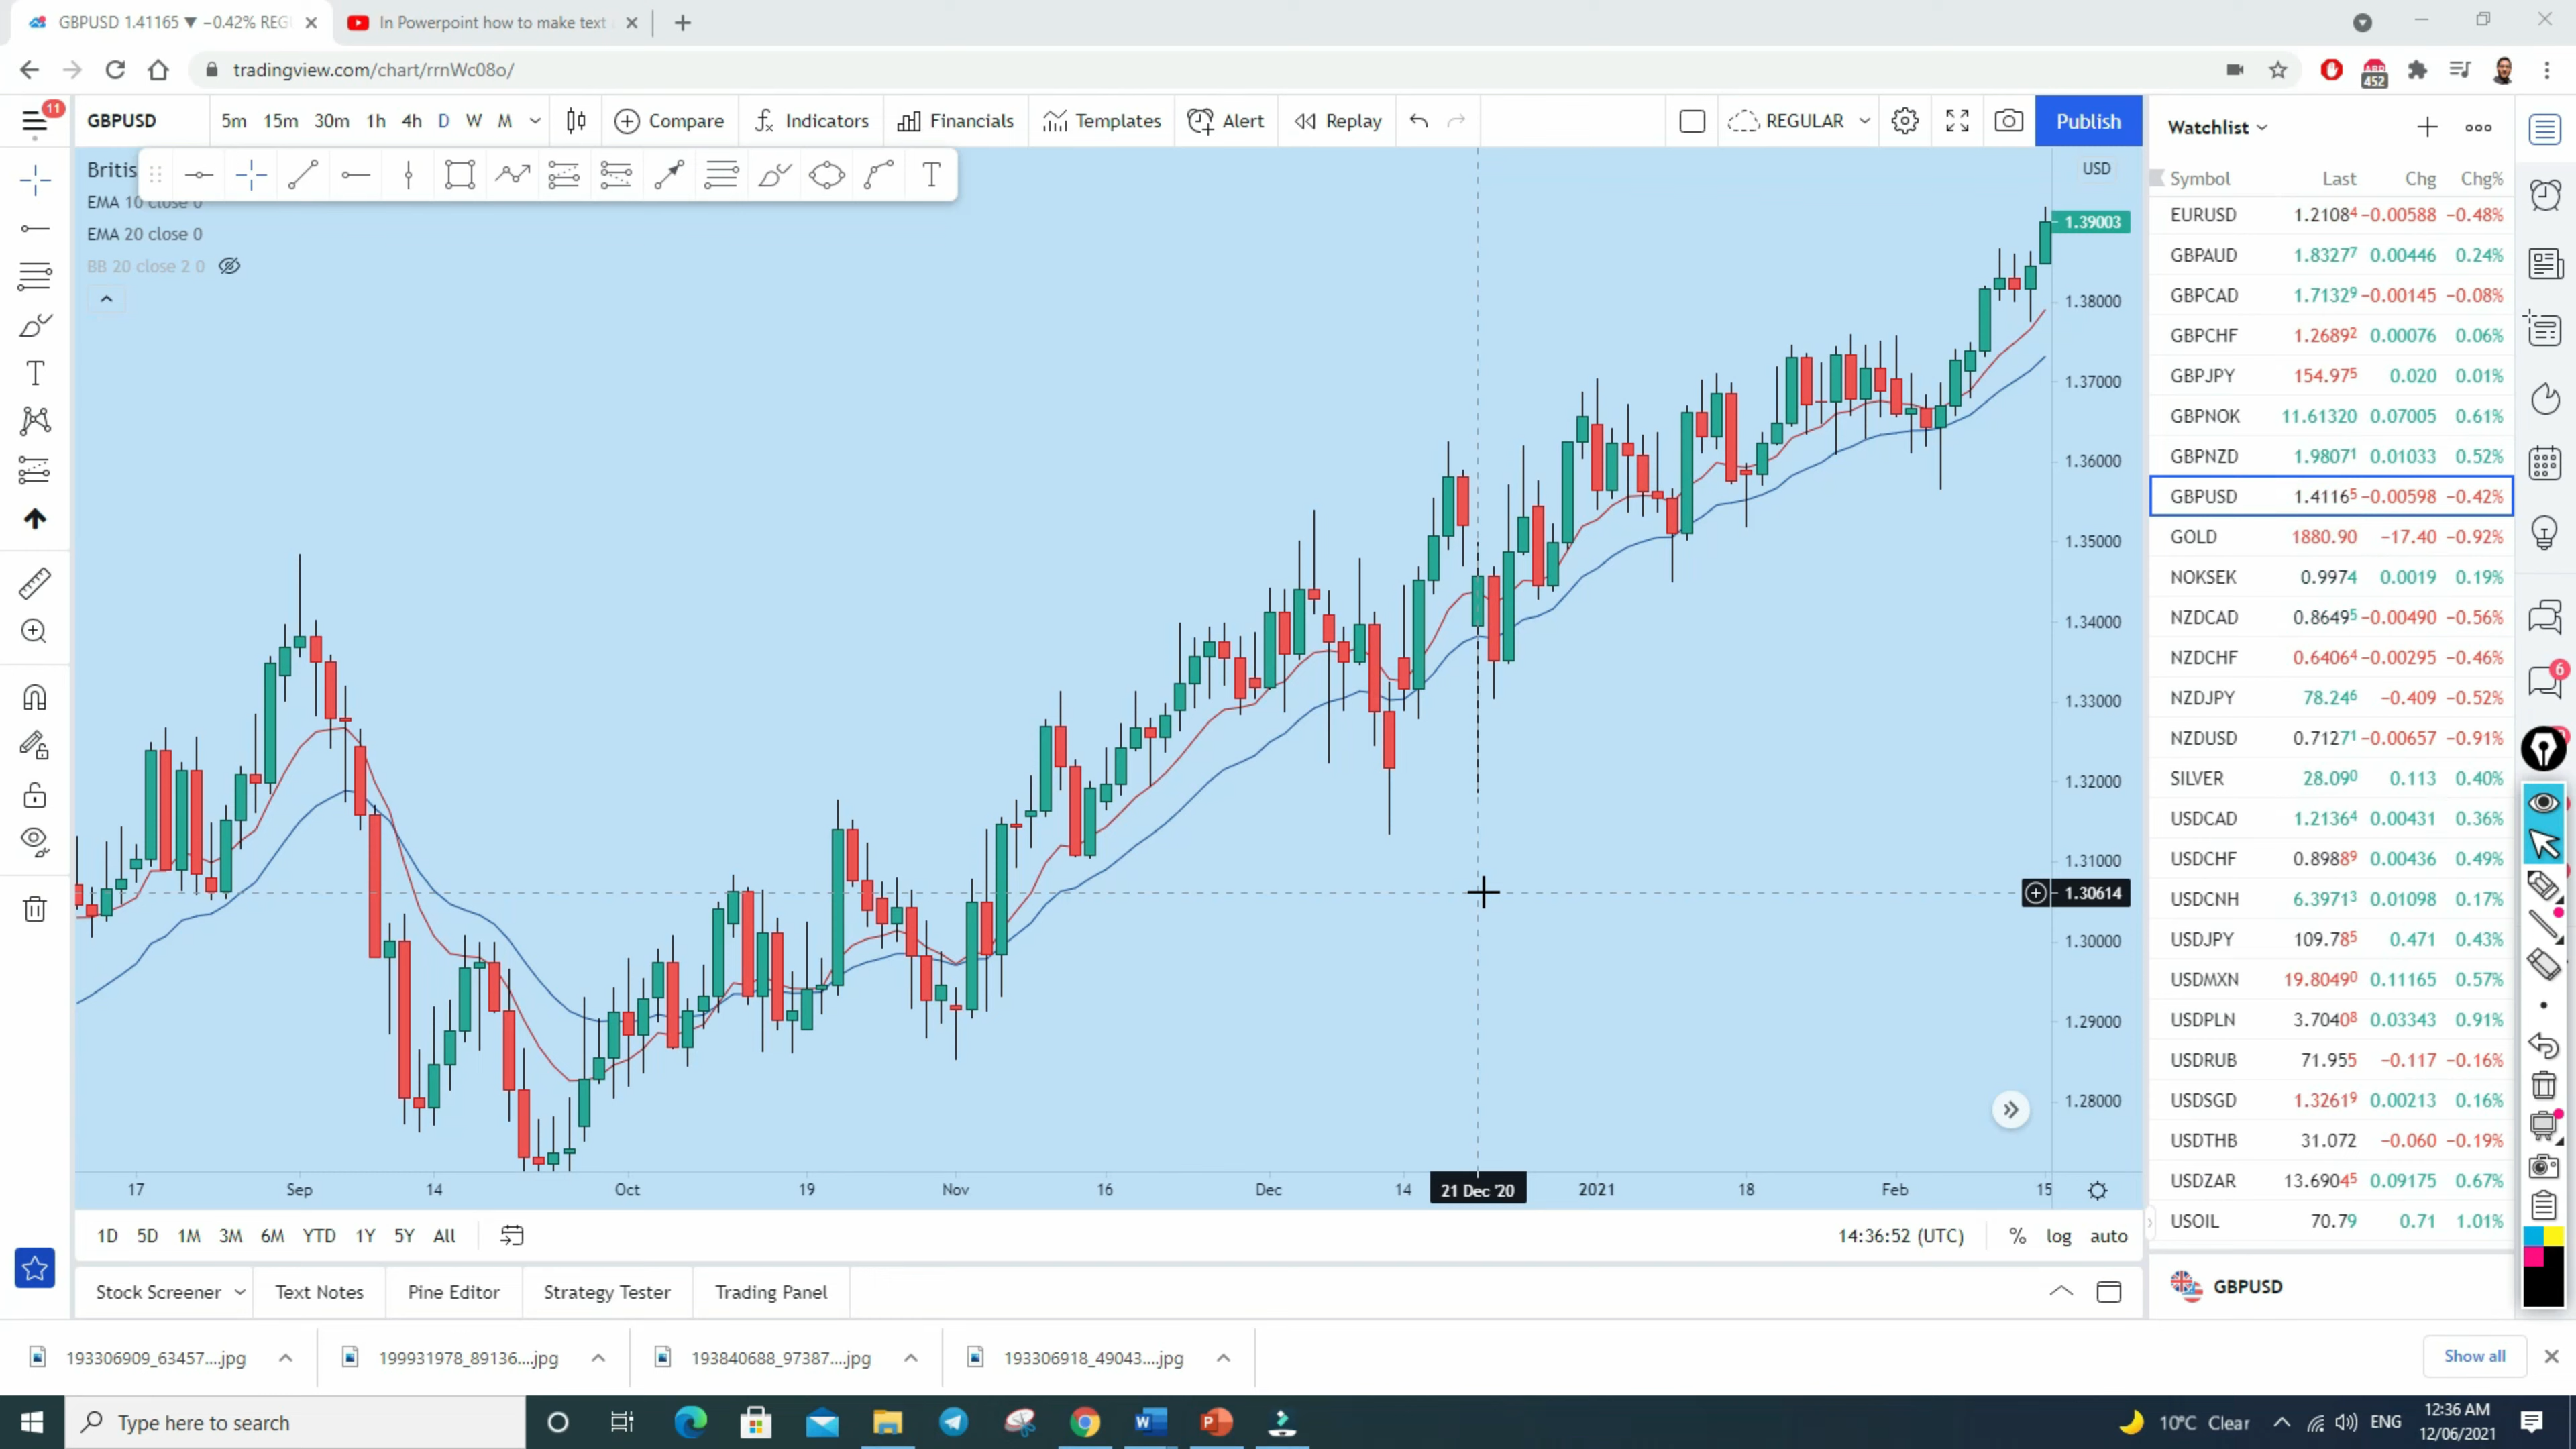 GBPUSD 1.41165 ▼ −0.42% REG
In Powerpoint how to make text
tradingview.com/chart/rrnWc08o/
452
11
GBPUSD 5m 15m 30m 1h 4h D W M Compare Indicators Financials Templates Alert Replay REGULAR Publish
Watchlist
Britis
USD
EMA 10 close 0
EMA 20 close 0
BB 20 close 2 0
Symbol Last Chg Chg%
EURUSD 1.21084 −0.00588 −0.48%
GBPAUD 1.83277 0.00446 0.24%
GBPCAD 1.71329 −0.00145 −0.08%
GBPCHF 1.26892 0.00076 0.06%
GBPJPY 154.975 0.020 0.01%
GBPNOK 11.61320 0.07005 0.61%
GBPNZD 1.98071 0.01033 0.52%
GBPUSD 1.41165 −0.00598 −0.42%
GOLD 1880.90 −17.40 −0.92%
NOKSEK 0.9974 0.0019 0.19%
NZDCAD 0.86495 −0.00490 −0.56%
NZDCHF 0.64064 −0.00295 −0.46%
NZDJPY 78.246 −0.409 −0.52%
NZDUSD 0.71271 −0.00657 −0.91%
SILVER 28.090 0.113 0.40%
USDCAD 1.21364 0.00431 0.36%
USDCHF 0.89889 0.00436 0.49%
USDCNH 6.39713 0.01098 0.17%
USDJPY 109.785 0.471 0.43%
USDMXN 19.80490 0.11165 0.57%
USDPLN 3.70408 0.03343 0.91%
USDRUB 71.955 −0.117 −0.16%
USDSGD 1.32619 0.00213 0.16%
USDTHB 31.072 −0.060 −0.19%
USDZAR 13.69045 0.09175 0.67%
USOIL 70.79 0.71 1.01%
GBPUSD
6
1.39003
1.38000
1.37000
1.36000
1.35000
1.34000
1.33000
1.32000
1.31000
1.30614
1.30000
1.29000
1.28000
17 Sep 14 Oct 19 Nov 16 Dec 14 21 Dec '20 2021 18 Feb 15
1D 5D 1M 3M 6M YTD 1Y 5Y All
14:36:52 (UTC) % log auto
Stock Screener Text Notes Pine Editor Strategy Tester Trading Panel
193306909_63457....jpg 199931978_89136....jpg 193840688_97387....jpg 193306918_49043....jpg Show all
Type here to search
10°C Clear ENG
12:36 AM
12/06/2021